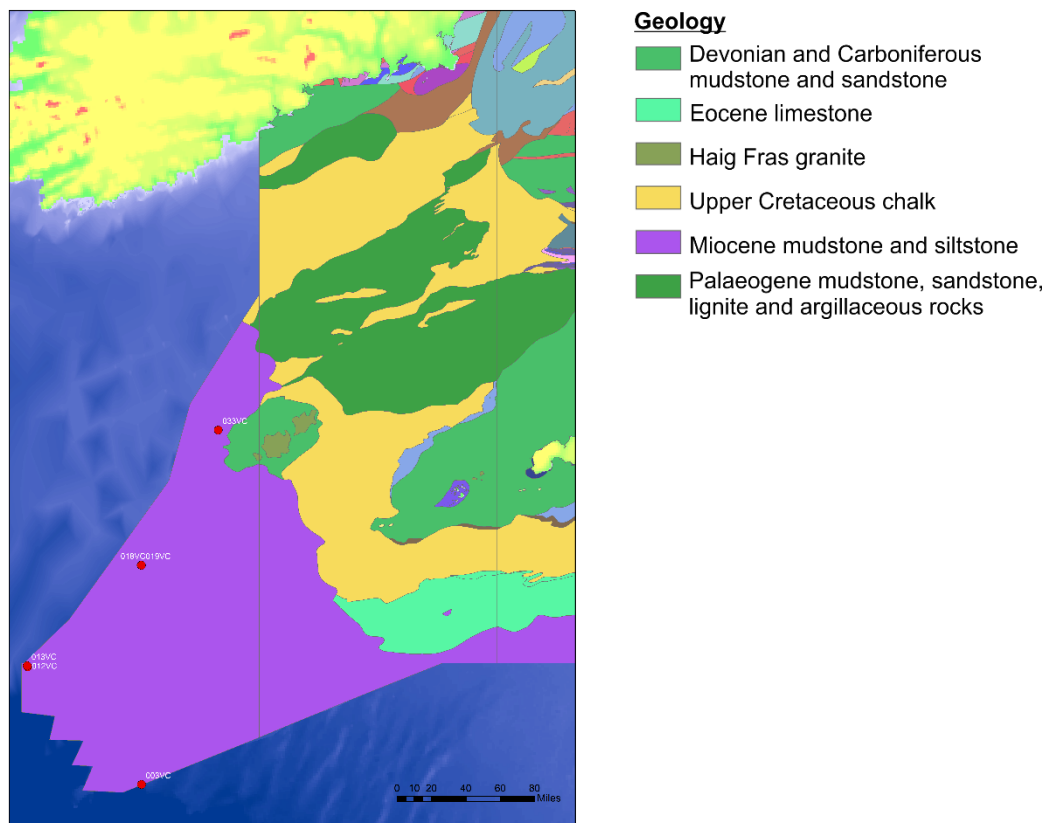 Geology
Devonian and Carboniferous
mudstone and sandstone
Eocene limestone
Haig Fras granite
Upper Cretaceous chalk
Miocene mudstone and siltstone
Palaeogene mudstone, sandstone,
lignite and argillaceous rocks
033VC
018VC019VC
013VC
012VC
005VC
0 10 20 40 60 80
Miles